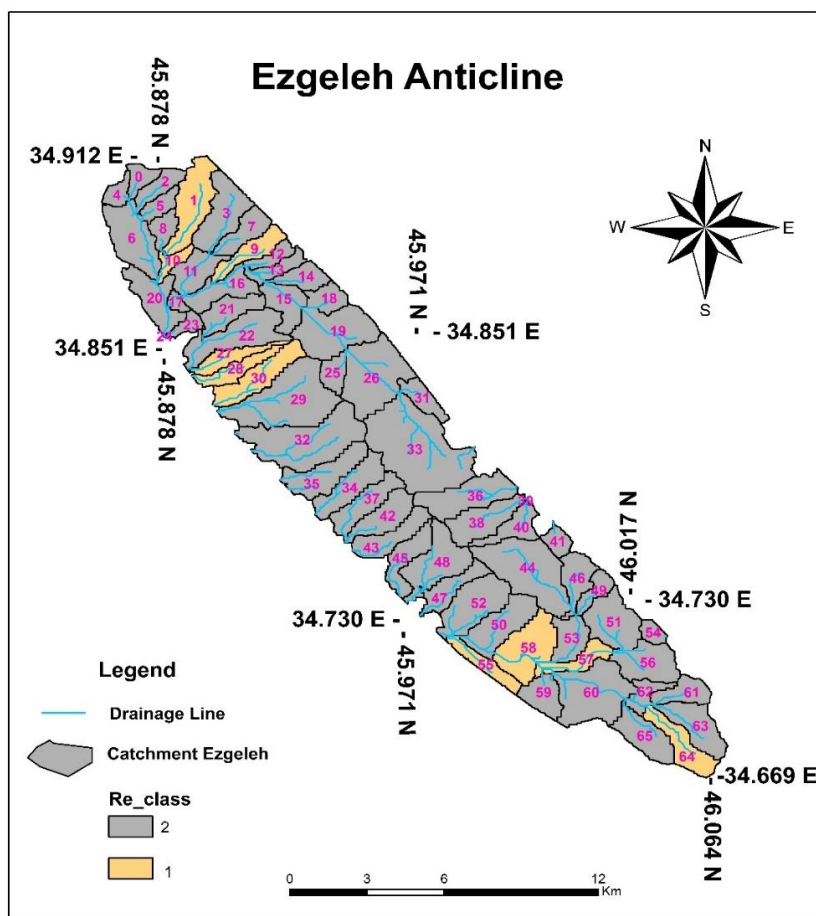 Ezgeleh Anticline
45.878 N
34.912 E
N
W
E
S
0
2
4
5
1
3
8
7
6
9
10
12
11
13
14
16
15
18
20
17
21
19
23
22
24
45.971 N
34.851 E
34.851 E
45.878 N
27
28
30
25
26
29
31
32
33
35
34
37
36
39
38
40
42
41
43
44
45
48
46
49
46.017 N
34.730 E
47
52
50
51
54
53
34.730 E
45.971 N
58
57
56
55
59
60
62
61
63
65
64
34.669 E
46.064 N
Legend
Drainage Line
Catchment Ezgeleh
Re_class
2
1
0 3 6 12
Km